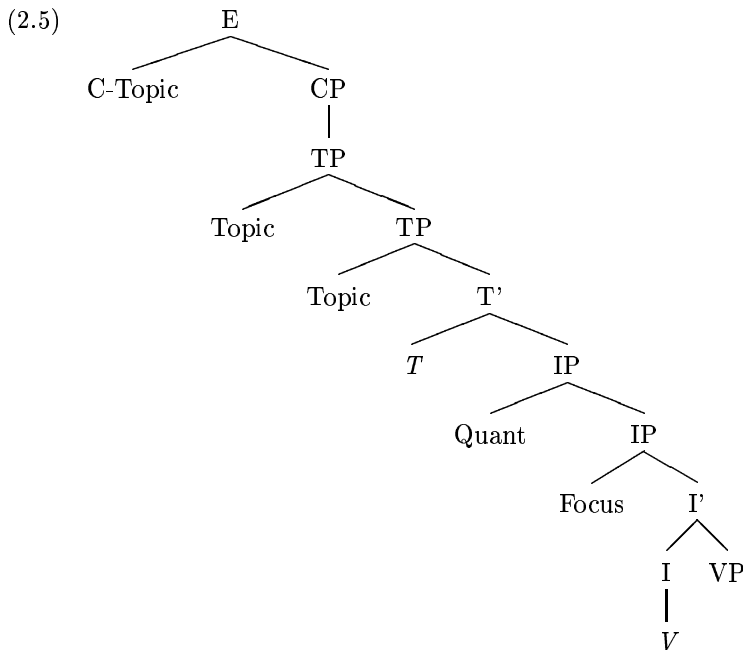 (2.5) E
C-Topic CP
TP
Topic TP
Topic T'
T IP
Quant IP
Focus I'
I VP
V